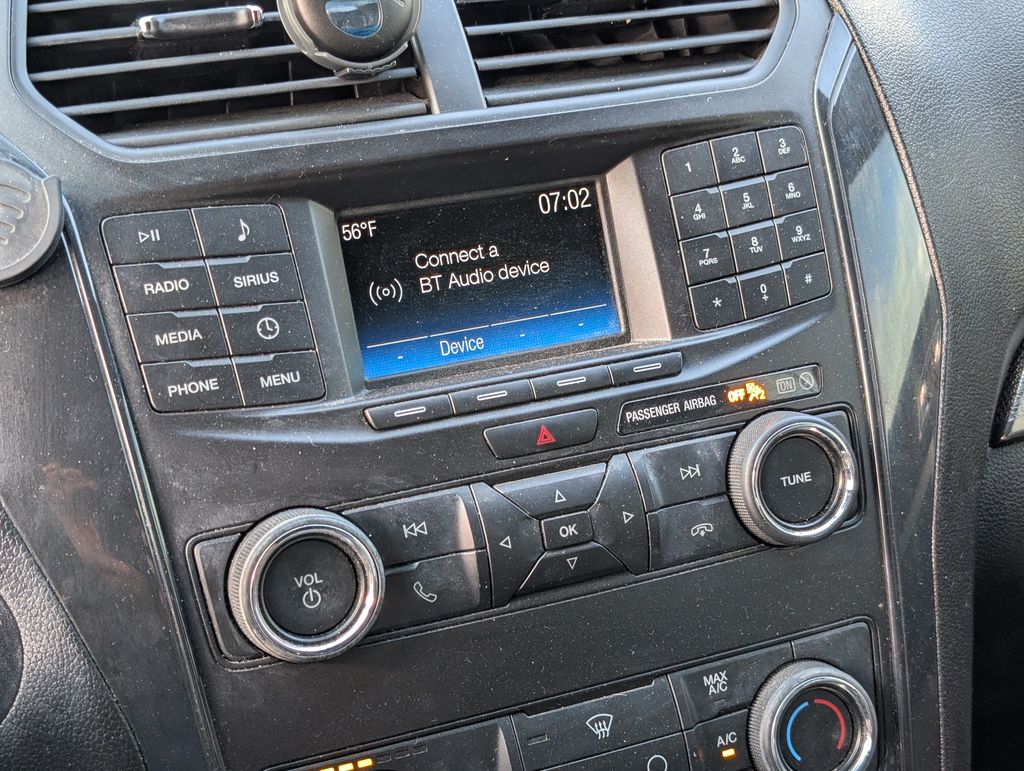 56°F
07:02
Connect a
BT Audio device
Device
RADIO
SIRIUS
MEDIA
PHONE
MENU
1
2
ABC
3
DEF
4
GHI
5
JKL
6
MNO
7
PQRS
8
TUV
9
WXYZ
*
0
+
#
PASSENGER AIRBAG
OFF
2
ON
OK
TUNE
VOL
MAX
A/C
A/C